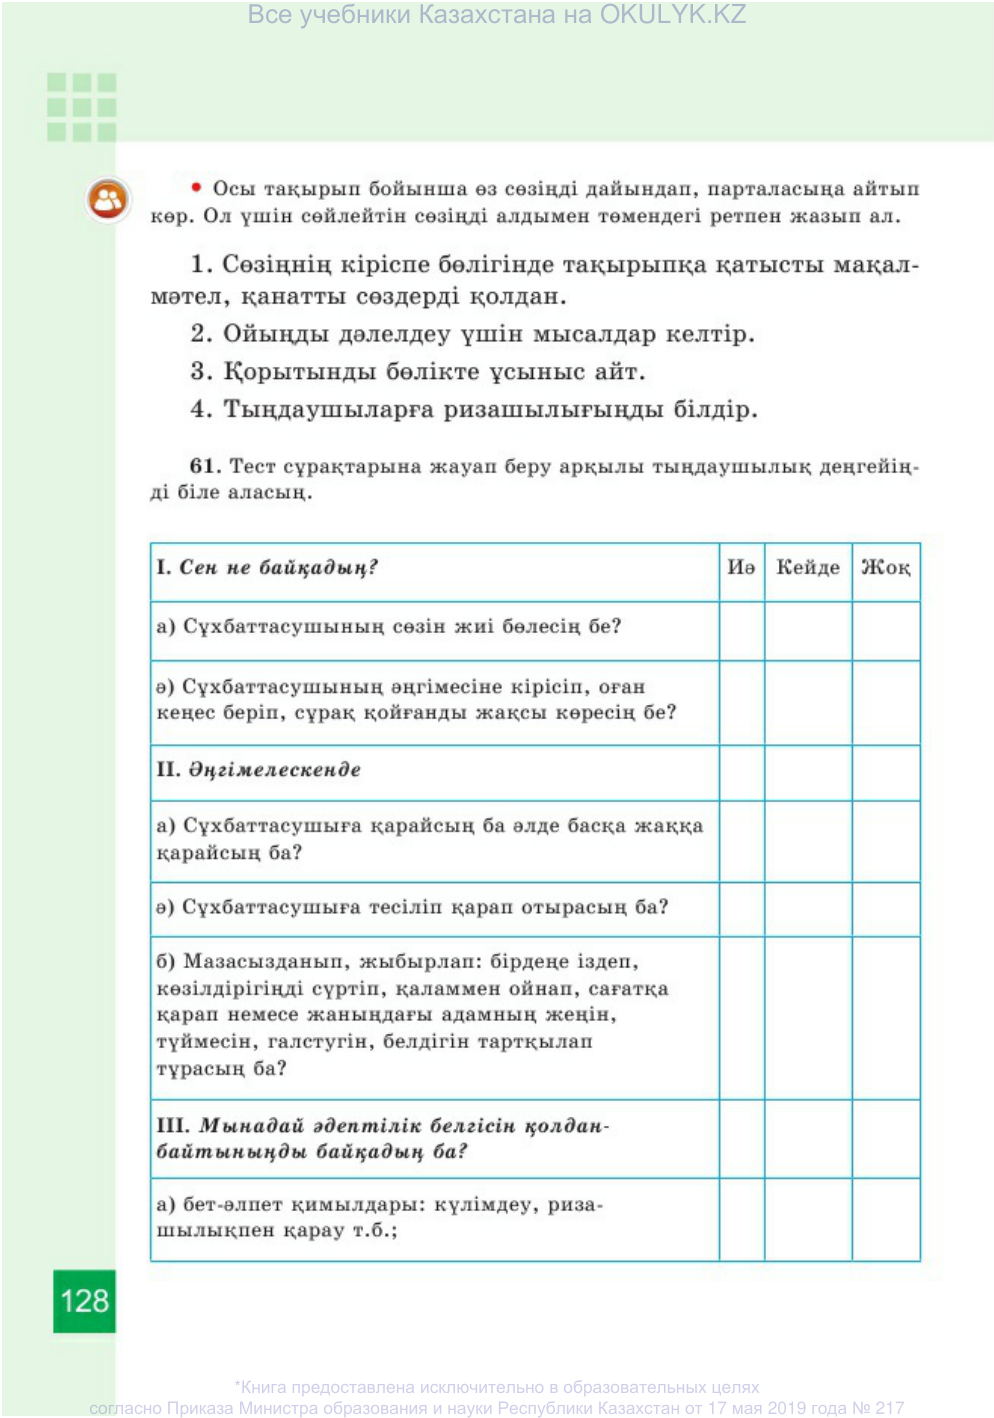 Все учебники Казахстана на OKULYK.KZ
• Осы тақырып бойынша өз сөзіңді дайындап, парталасыңа айтып
көр. Ол үшін сөйлейтін сөзіңді алдымен төмендегі ретпен жазып ал.
1. Сөзіңнің кіріспе бөлігінде тақырыпқа қатысты мақал-
мәтел, қанатты сөздерді қолдан.
2. Ойыңды дәлелдеу үшін мысалдар келтір.
3. Қорытынды бөлікте ұсыныс айт.
4. Тыңдаушыларға ризашылығыңды білдір.
61. Тест сұрақтарына жауап беру арқылы тыңдаушылық деңгейің-
ді біле аласың.
I. Сен не байқадың? Иә Кейде Жоқ
а) Сұхбаттасушының сөзін жиі бөлесің бе?
ә) Сұхбаттасушының әңгімесіне кірісіп, оған
кеңес беріп, сұрақ қойғанды жақсы көресің бе?
II. Әңгімелескенде
а) Сұхбаттасушыға қарайсың ба әлде басқа жаққа
қарайсың ба?
ә) Сұхбаттасушыға тесіліп қарап отырасың ба?
б) Мазасызданып, жыбырлап: бірдеңе іздеп,
көзілдірігіңді сүртіп, қаламмен ойнап, сағатқа
қарап немесе жаныңдағы адамның жеңін,
түймесін, галстугін, белдігін тартқылап
тұрасың ба?
III. Мынадай әдептілік белгісін қолдан-
байтыныңды байқадың ба?
а) бет-әлпет қимылдары: күлімдеу, риза-
шылықпен қарау т.б.;
128
*Книга предоставлена исключительно в образовательных целях
согласно Приказа Министра образования и науки Республики Казахстан от 17 мая 2019 года № 217